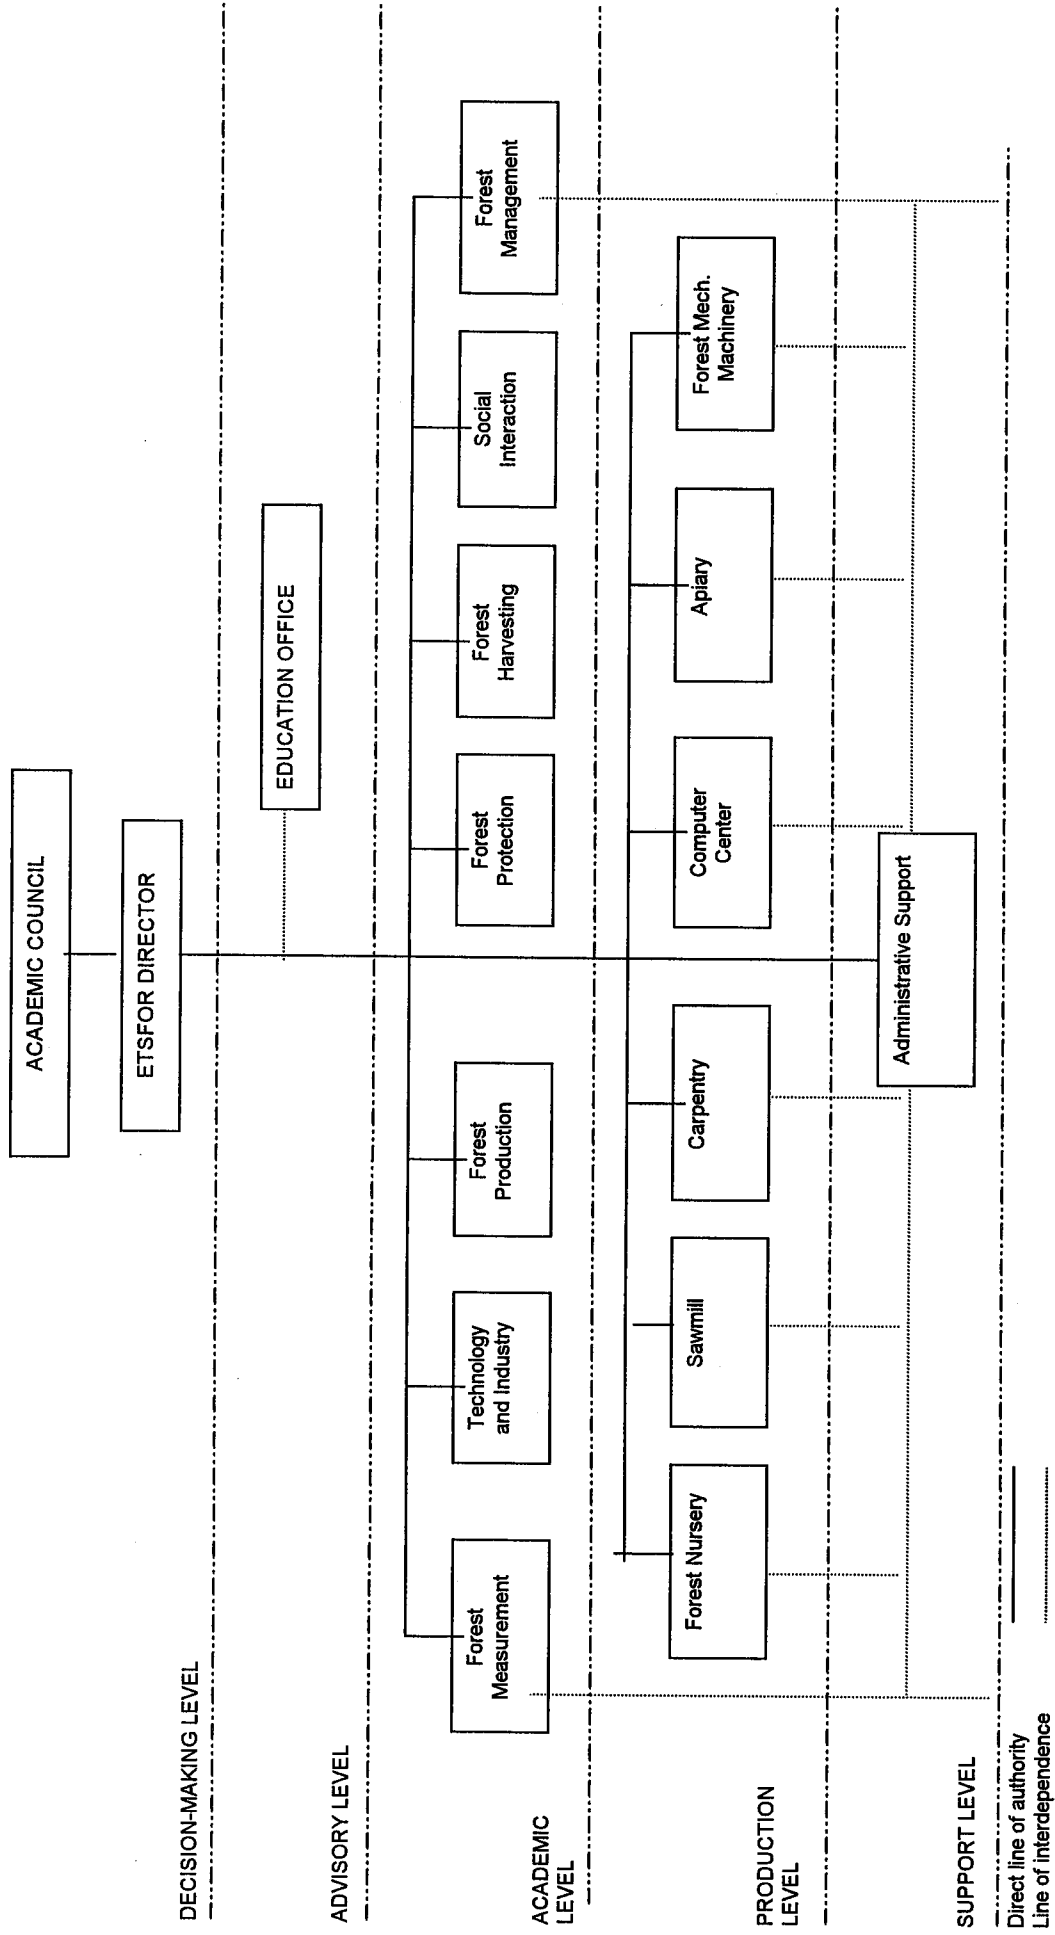 ACADEMIC COUNCIL
ETSFOR DIRECTOR
DECISION-MAKING LEVEL
EDUCATION OFFICE
ADVISORY LEVEL
Forest
Measurement
Technology
and Industry
Forest
Production
Forest
Protection
Forest
Harvesting
Social
Interaction
Forest
Management
ACADEMIC
LEVEL
Forest Nursery
Sawmill
Carpentry
Computer
Center
Apiary
Forest Mech.
Machinery
PRODUCTION
LEVEL
Administrative Support
SUPPORT LEVEL
Direct line of authority
Line of interdependence